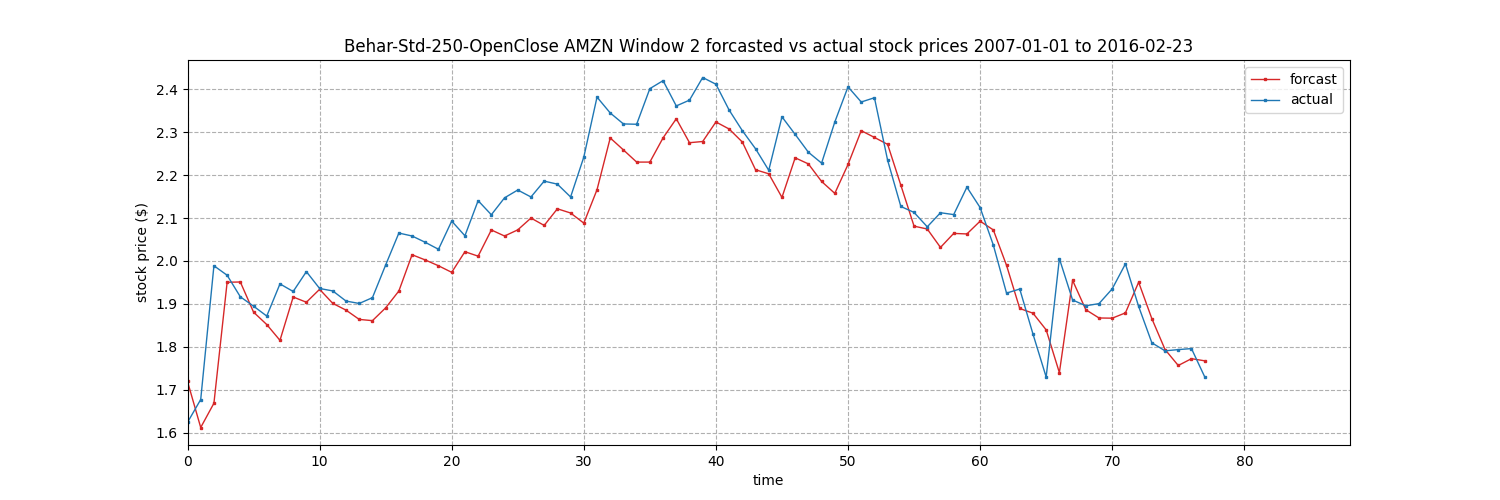 Behar-Std-250-OpenClose AMZN Window 2 forcasted vs actual stock prices 2007-01-01 to 2016-02-23
forcast
actual
stock price ($)
2.4
2.3
2.2
2.1
2.0
1.9
1.8
1.7
1.6
0 10 20 30 40 50 60 70 80
time